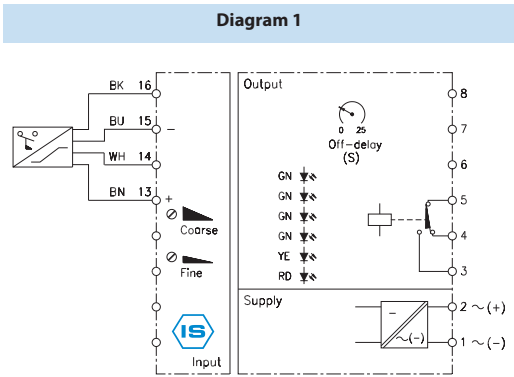 Diagram 1
BK 16
BU 15 −
WH 14
BN 13 +
Coarse
Fine
IS
Input
Output
0 25
Off-delay
(S)
GN
GN
GN
GN
YE
RD
8
7
6
5
4
3
Supply
− ~(−)
2 ~(+)
1 ~(−)